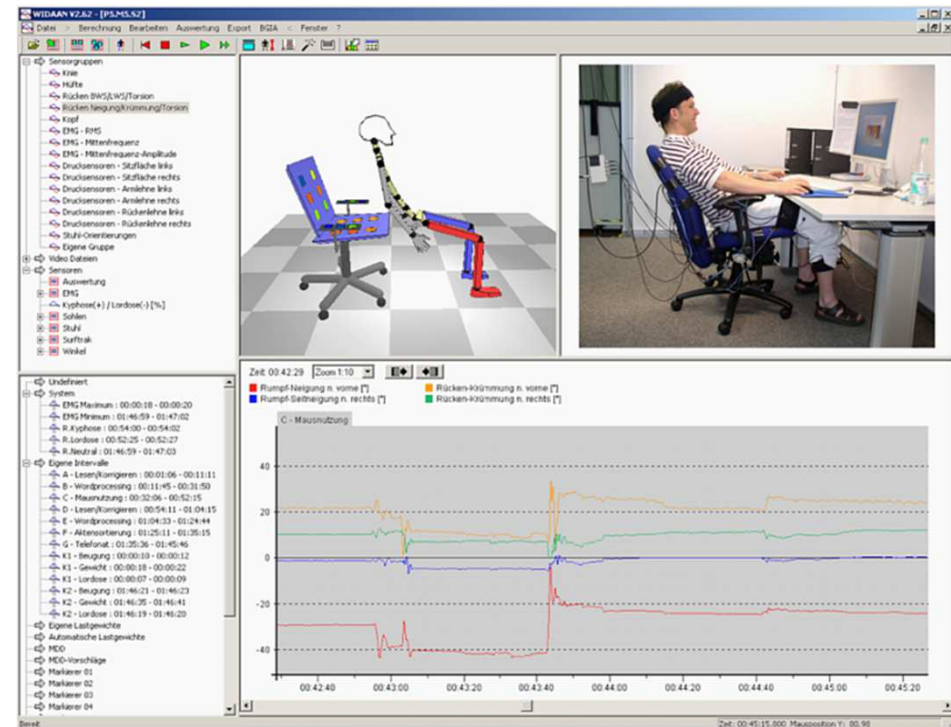 WIDAAN V2.62 - [P5.M5.S2]
Datei > Berechnung Bearbeiten Auswertung Export BGIA < Fenster ?
Sensorgruppen
Knie
Hüfte
Rücken BWS/LWS/Torsion
Rücken Neigung/Krümmung/Torsion
Kopf
EMG - RMS
EMG - Mittenfrequenz
EMG - Mittenfrequenz-Amplitude
Drucksensoren - Sitzfläche links
Drucksensoren - Sitzfläche rechts
Drucksensoren - Armlehne links
Drucksensoren - Armlehne rechts
Drucksensoren - Rückenlehne links
Drucksensoren - Rückenlehne rechts
Stuhl-Orientierungen
Eigene Gruppe
Video Dateien
Sensoren
Auswertung
EMG
Kyphose(+) / Lordose(-) [%]
Sohlen
Stuhl
Surftrak
Winkel
Undefiniert
System
EMG Maximum : 00:00:18 - 00:00:20
EMG Minimum : 01:46:59 - 01:47:02
R.Kyphose : 00:54:00 - 00:54:02
R.Lordose : 00:52:25 - 00:52:27
R.Neutral : 01:46:59 - 01:47:03
Eigene Intervalle
A - Lesen/Korrigieren : 00:01:06 - 00:11:11
B - Wordprocessing : 00:11:45 - 00:31:50
C - Mausnutzung : 00:32:06 - 00:52:15
D - Lesen/Korrigieren : 00:54:11 - 01:04:15
E - Wordprocessing : 01:04:33 - 01:24:44
F - Aktensortierung : 01:25:11 - 01:35:15
G - Telefonat : 01:35:36 - 01:45:46
K1 - Beugung : 00:00:10 - 00:00:12
K1 - Gewicht : 00:00:18 - 00:00:22
K1 - Lordose : 00:00:07 - 00:00:09
K2 - Beugung : 01:46:21 - 01:46:23
K2 - Gewicht : 01:46:35 - 01:46:41
K2 - Lordose : 01:46:19 - 01:46:20
Eigene Lastgewichte
Automatische Lastgewichte
MDD
MDD-Vorschläge
Markierer 01
Markierer 02
Markierer 03
Markierer 04
Zeit: 00:42:29 Zoom 1:10
Rumpf-Neigung n. vorne [°] Rücken-Krümmung n. vorne [°]
Rumpf-Seitneigung n. rechts [°] Rücken-Krümmung n. rechts [°]
C - Mausnutzung
40
20
0
-20
-40
00:42:40 00:43:00 00:43:20 00:43:40 00:44:00 00:44:20 00:44:40 00:45:00 00:45:20
Bereit Zeit: 00:45:15.800 Mausposition Y: 00.98